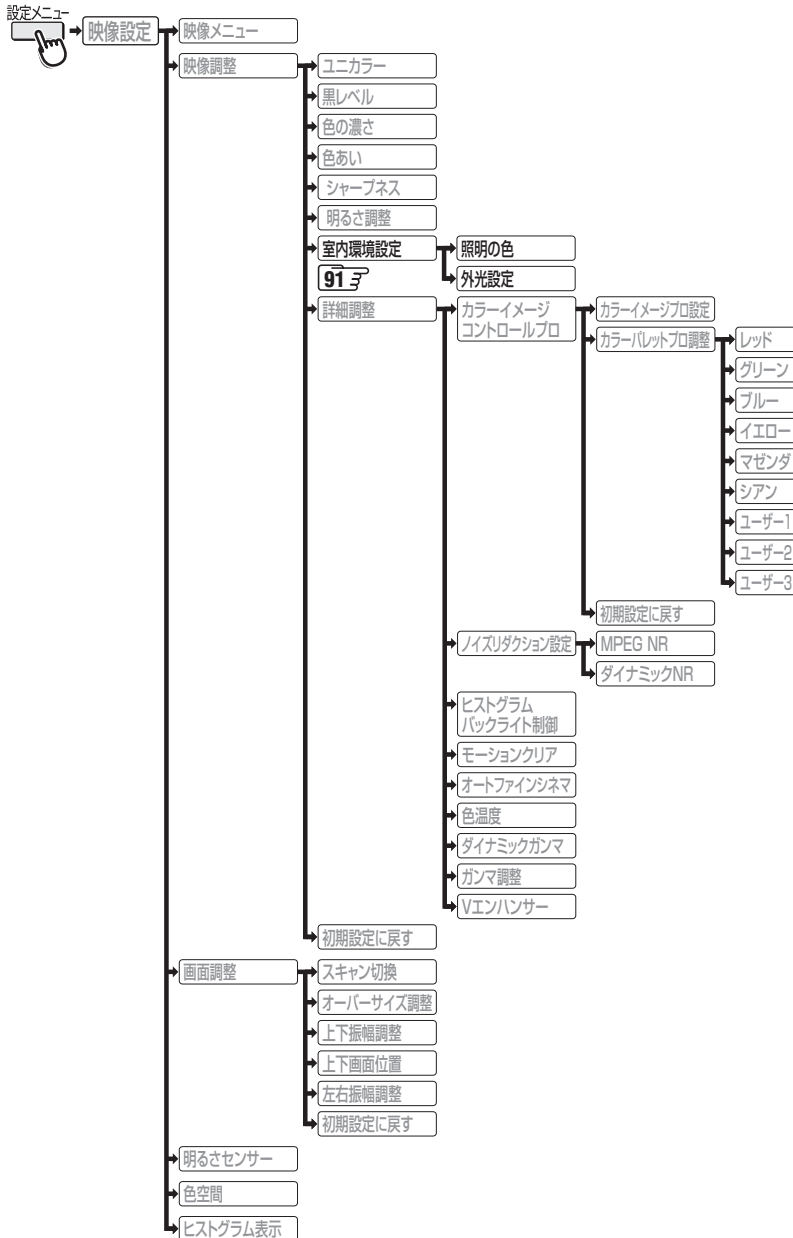 設定メニュー
映像設定
映像メニュー
映像調整
ユニカラー
黒レベル
色の濃さ
色あい
シャープネス
明るさ調整
室内環境設定
照明の色
91
外光設定
詳細調整
カラーイメージ
コントロールプロ
カラーイメージプロ設定
カラーパレットプロ調整
レッド
グリーン
ブルー
イエロー
マゼンダ
シアン
ユーザー1
ユーザー2
ユーザー3
初期設定に戻す
ノイズリダクション設定
MPEG NR
ダイナミックNR
ヒストグラム
バックライト制御
モーションクリア
オートファインシネマ
色温度
ダイナミックガンマ
ガンマ調整
Vエンハンサー
初期設定に戻す
画面調整
スキャン切換
オーバーサイズ調整
上下振幅調整
上下画面位置
左右振幅調整
初期設定に戻す
明るさセンサー
色空間
ヒストグラム表示